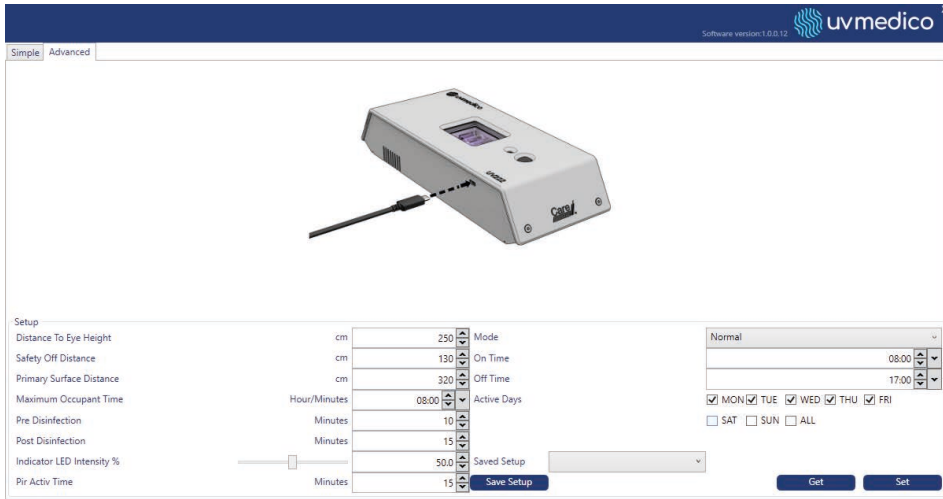 uvmedico
Software version:1.0.0.12
Simple Advanced
uvmedico
UV222
Care
Setup
Distance To Eye Height cm 250 Mode Normal
Safety Off Distance cm 130 On Time 08:00
Primary Surface Distance cm 320 Off Time 17:00
Maximum Occupant Time Hour/Minutes 08:00 Active Days MON TUE WED THU FRI
Pre Disinfection Minutes 10 SAT SUN ALL
Post Disinfection Minutes 15
Indicator LED Intensity % 50.0 Saved Setup
Pir Activ Time Minutes 15 Save Setup Get Set